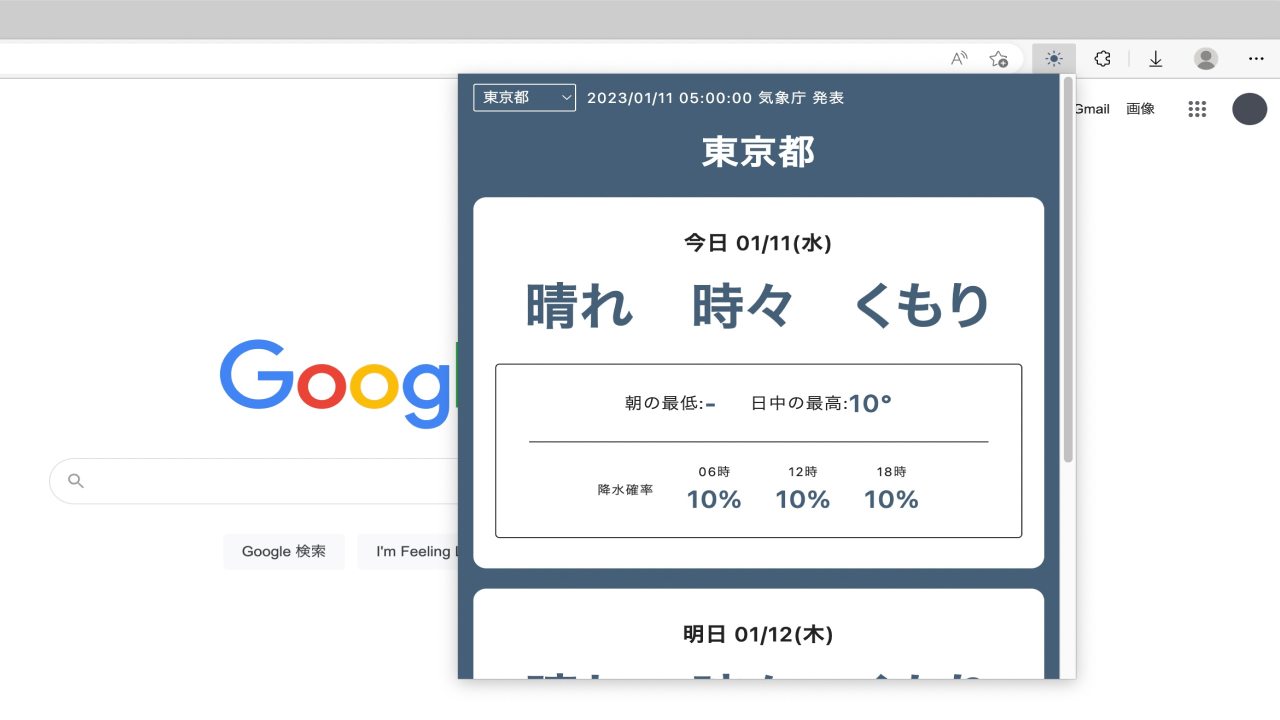 東京都 2023/01/11 05:00:00 気象庁 発表
Gmail 画像
東京都
今日 01/11(水)
晴れ 時々 くもり
朝の最低:- 日中の最高:10°
06時 12時 18時
降水確率 10% 10% 10%
Google 検索 I'm Feeling
明日 01/12(木)